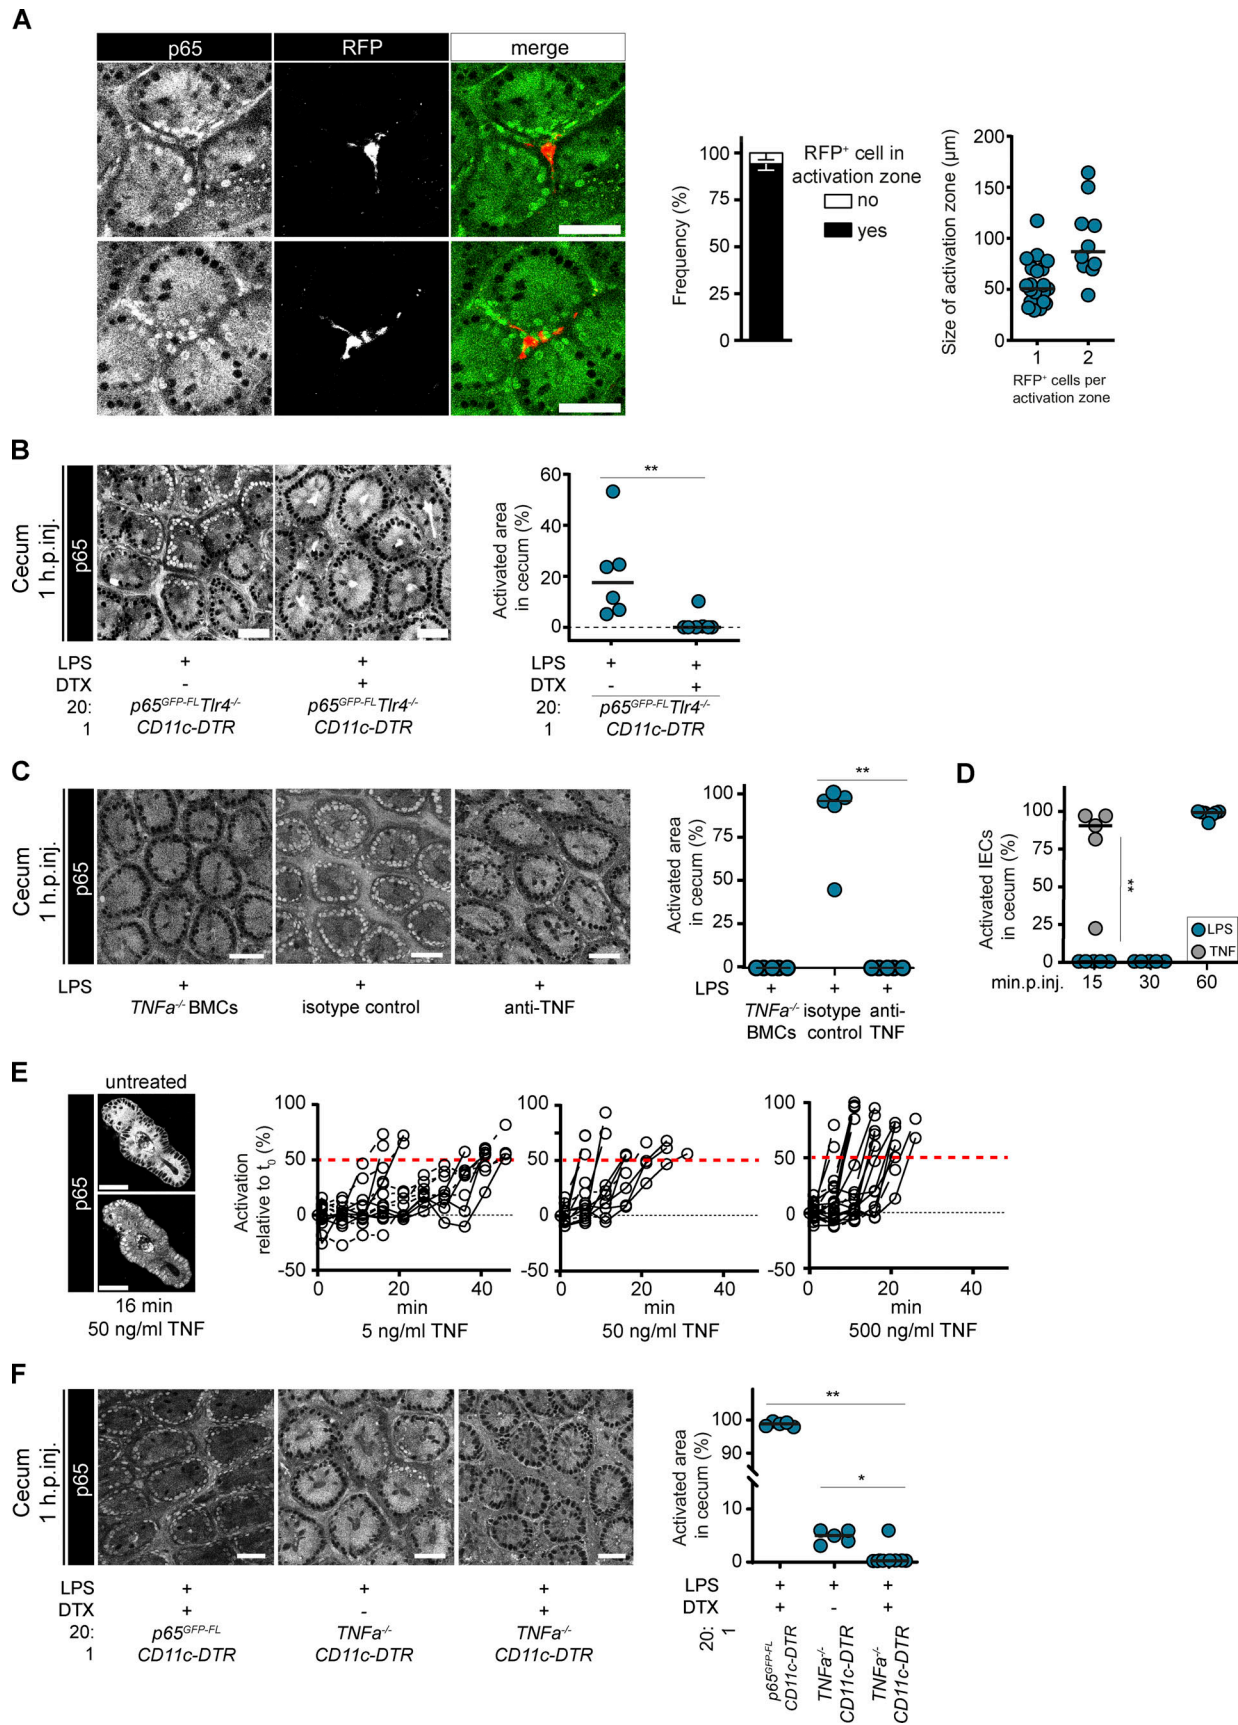 A
p65
RFP
merge
100
75
50
25
0
Frequency (%)
RFP⁺ cell in
activation zone
no
yes
200
150
100
50
0
Size of activation zone (µm)
1
2
RFP⁺ cells per
activation zone
B
Cecum
1 h.p.inj.
p65
LPS
+
+
DTX
-
+
20:
p65GFP-FLTlr4-/-
p65GFP-FLTlr4-/-
1
CD11c-DTR
CD11c-DTR
60
40
20
0
Activated area
in cecum (%)
**
LPS
+
+
DTX
-
+
20:
p65GFP-FLTlr4-/-
1
CD11c-DTR
C
Cecum
1 h.p.inj.
p65
LPS
+
+
+
TNFa-/- BMCs
isotype control
anti-TNF
100
75
50
25
0
Activated area
in cecum (%)
**
LPS
+
+
+
TNFa-/-
isotype
anti-
BMCs
control
TNF
D
100
75
50
25
0
Activated IECs
in cecum (%)
**
LPS
TNF
min.p.inj.
15
30
60
E
untreated
p65
16 min
50 ng/ml TNF
100
50
0
-50
Activation
relative to t0 (%)
0
20
40
min
5 ng/ml TNF
100
50
0
-50
0
20
40
min
50 ng/ml TNF
100
50
0
-50
0
20
40
min
500 ng/ml TNF
F
Cecum
1 h.p.inj.
p65
LPS
+
+
+
DTX
+
-
+
20:
p65GFP-FL
TNFa-/-
TNFa-/-
1
CD11c-DTR
CD11c-DTR
CD11c-DTR
100
90
10
0
Activated area
in cecum (%)
**
*
LPS
+
+
+
DTX
+
-
+
20:
1
p65GFP-FL
CD11c-DTR
TNFa-/-
CD11c-DTR
TNFa-/-
CD11c-DTR